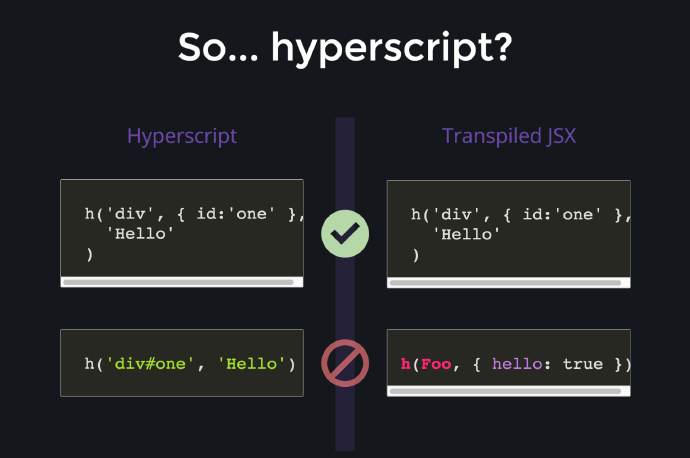 So... hyperscript?
Hyperscript
h('div', { id:'one' },
'Hello'
)
h('div#one', 'Hello')
Transpiled JSX
h('div', { id:'one' },
'Hello'
)
h(Foo, { hello: true })